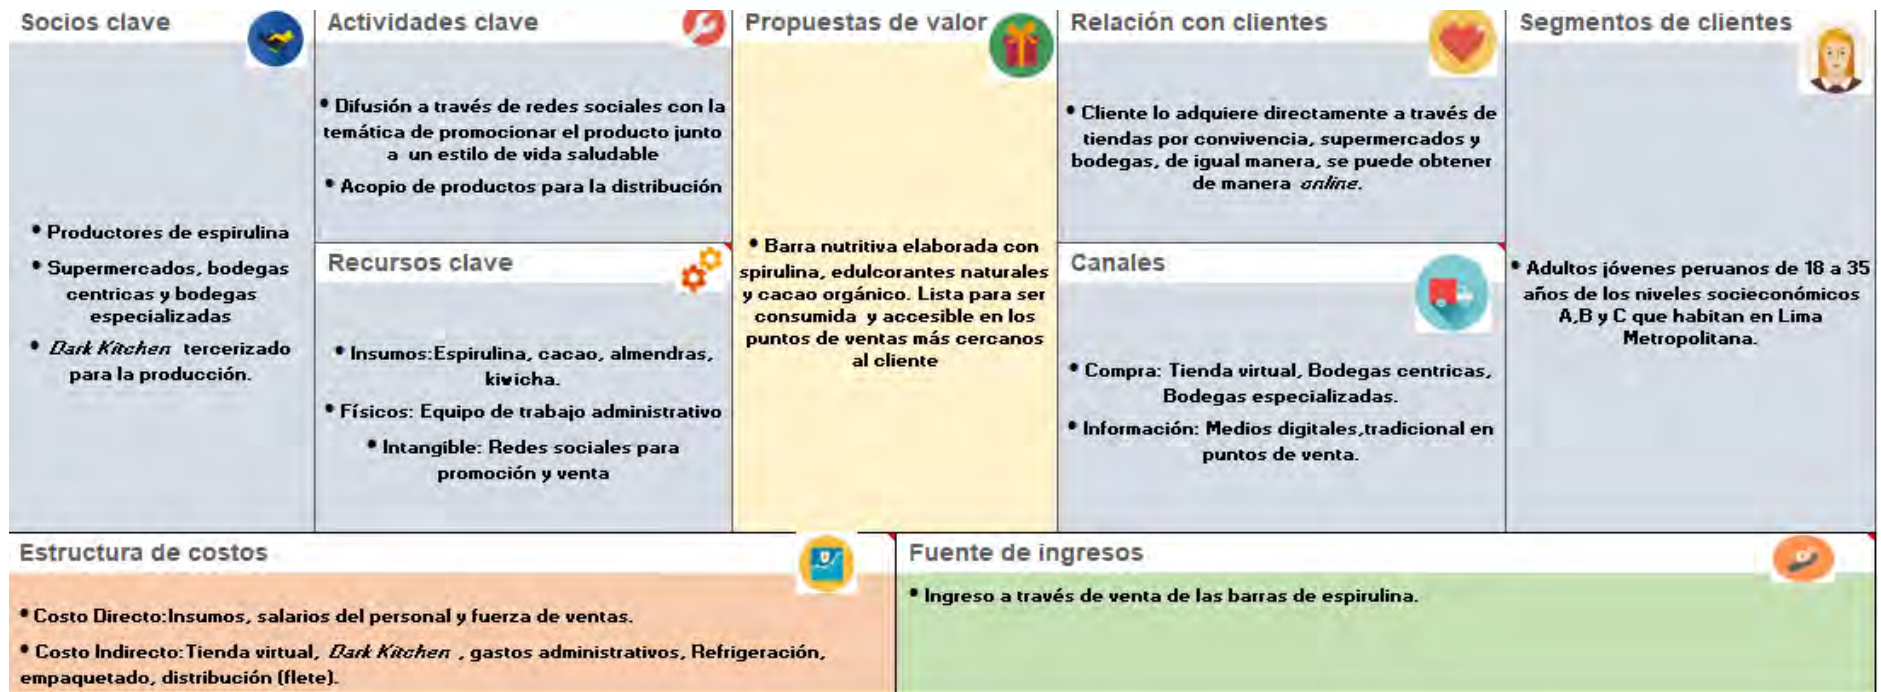 Socios clave
• Productores de espirulina
• Supermercados, bodegas
centricas y bodegas
especializadas
• Dark Kitchen tercerizado
para la producción.
Actividades clave
• Difusión a través de redes sociales con la
temática de promocionar el producto junto
a un estilo de vida saludable
• Acopio de productos para la distribución
Recursos clave
• Insumos:Espirulina, cacao, almendras,
kiwicha.
• Físicos: Equipo de trabajo administrativo
• Intangible: Redes sociales para
promoción y venta
Propuestas de valor
• Barra nutritiva elaborada con
spirulina, edulcorantes naturales
y cacao orgánico. Lista para ser
consumida y accesible en los
puntos de ventas más cercanos
al cliente
Relación con clientes
• Cliente lo adquiere directamente a través de
tiendas por convivencia, supermercados y
bodegas, de igual manera, se puede obtener
de manera online.
Canales
• Compra: Tienda virtual, Bodegas centricas,
Bodegas especializadas.
• Información: Medios digitales,tradicional en
puntos de venta.
Segmentos de clientes
• Adultos jóvenes peruanos de 18 a 35
años de los niveles socieconómicos
A,B y C que habitan en Lima
Metropolitana.
Estructura de costos
• Costo Directo:Insumos, salarios del personal y fuerza de ventas.
• Costo Indirecto:Tienda virtual, Dark Kitchen , gastos administrativos, Refrigeración,
empaquetado, distribución (flete).
Fuente de ingresos
• Ingreso a través de venta de las barras de espirulina.